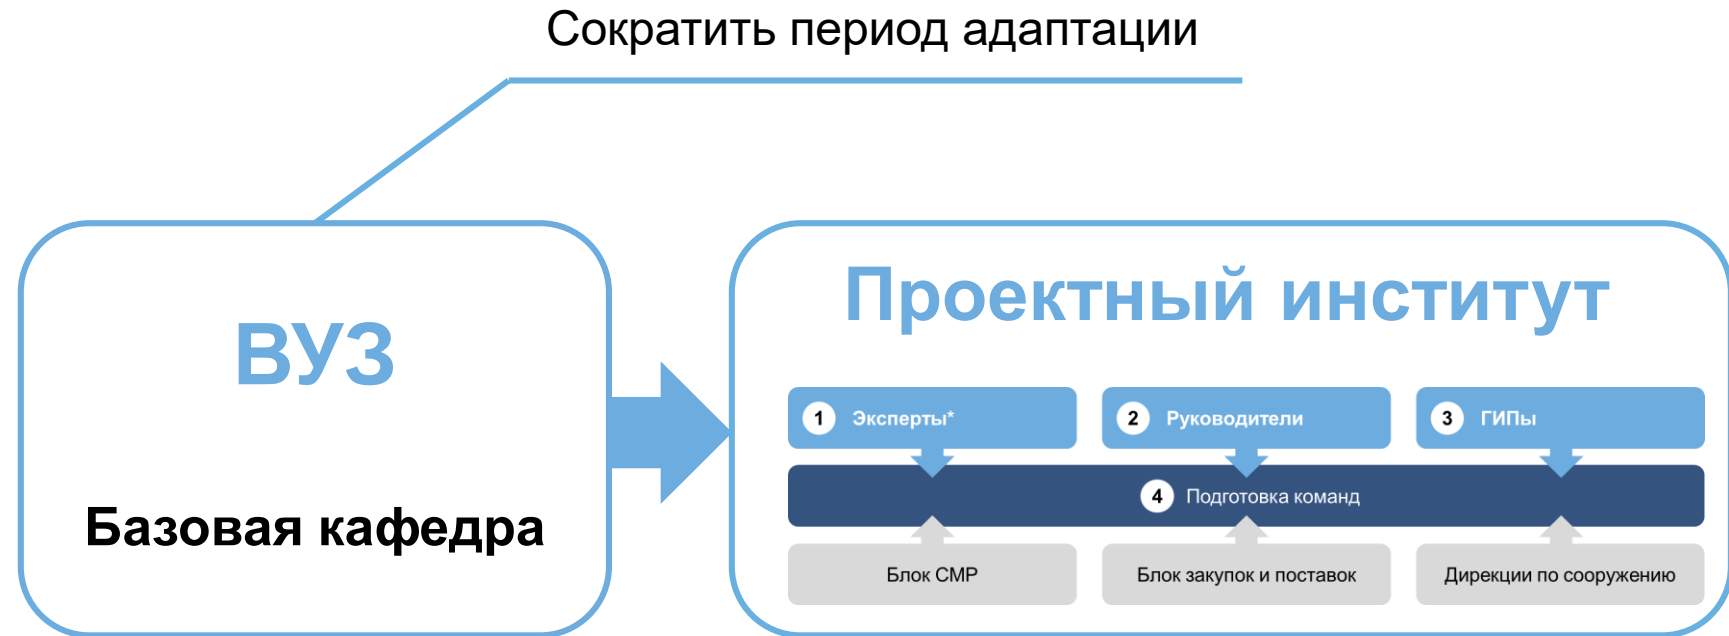 Сократить период адаптации
ВУЗ
Базовая кафедра
Проектный институт
1 Эксперты*
2 Руководители
3 ГИПы
4 Подготовка команд
Блок СМР
Блок закупок и поставок
Дирекции по сооружению